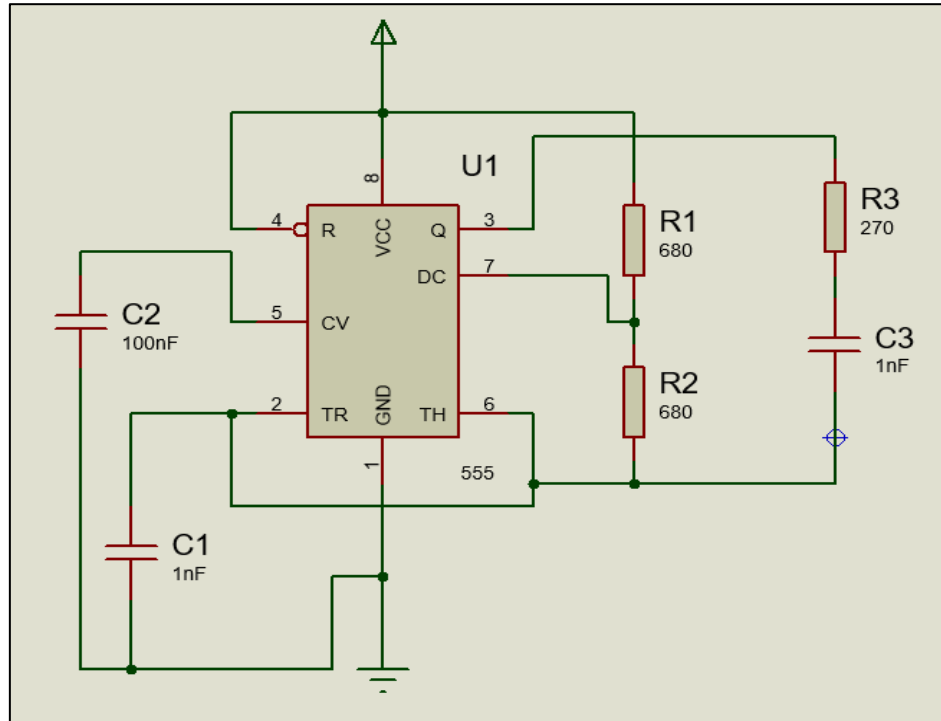 U1
8
VCC
4
R
Q
3
R3
270
R1
680
DC
7
C2
100nF
5
CV
C3
1nF
R2
680
2
TR
GND
TH
6
1
555
C1
1nF